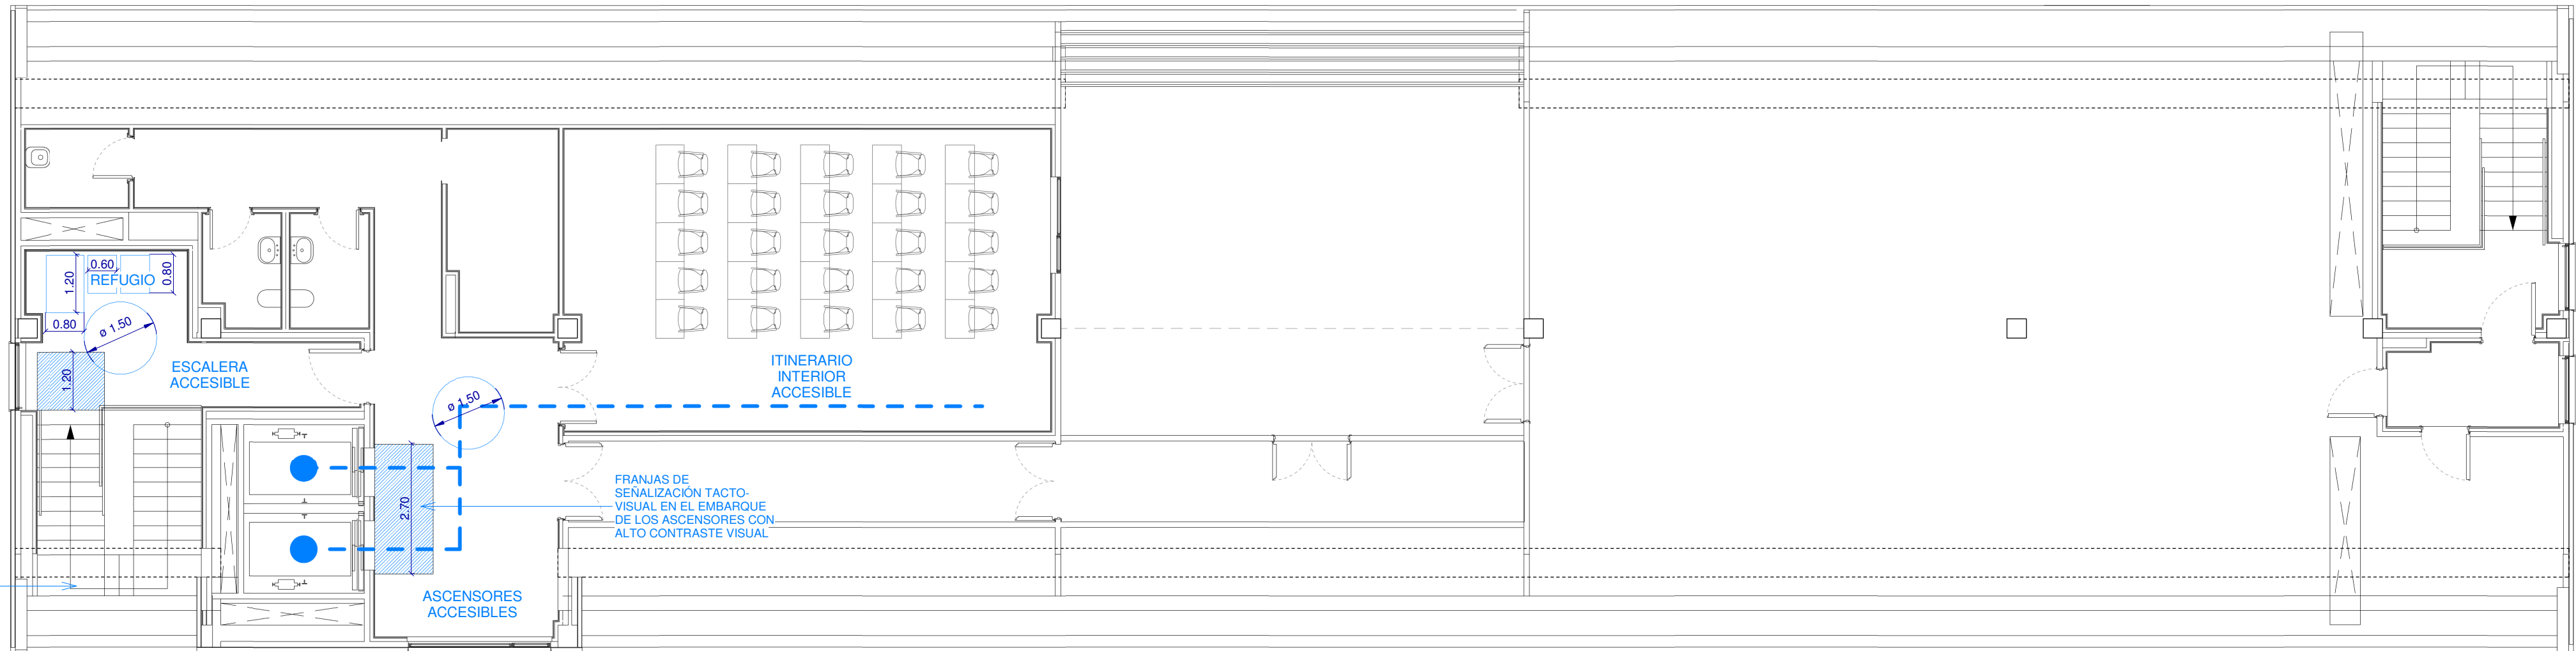 0.60
1.20
REFUGIO
0.80
0.80
ø 1.50
1.20
ESCALERA
ACCESIBLE
ø 1.50
ITINERARIO
INTERIOR
ACCESIBLE
2.70
FRANJAS DE
SEÑALIZACIÓN TACTO-
VISUAL EN EL EMBARQUE
DE LOS ASCENSORES CON
ALTO CONTRASTE VISUAL
ASCENSORES
ACCESIBLES